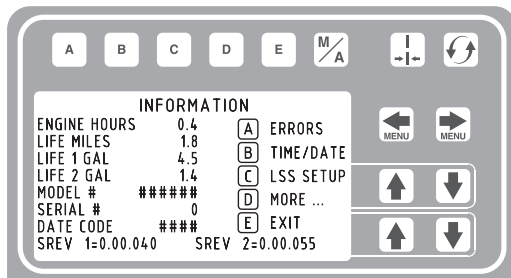 A B C D E M/A
INFORMATION
ENGINE HOURS 0.4 A ERRORS
LIFE MILES 1.8
LIFE 1 GAL 4.5 B TIME/DATE
LIFE 2 GAL 1.4 C LSS SETUP
MODEL # ###### D MORE ...
SERIAL # 0
DATE CODE #### E EXIT
SREV 1=0.00.040 SREV 2=0.00.055
MENU MENU